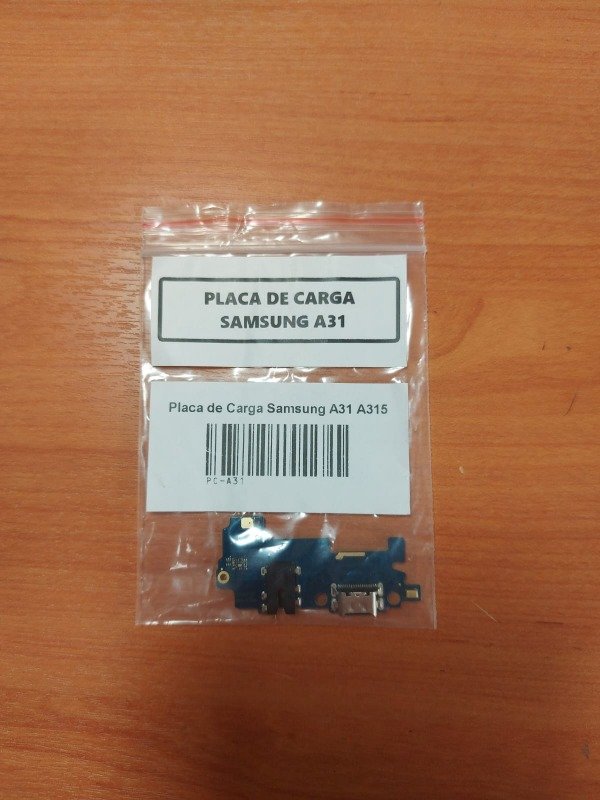 PLACA DE CARGA
SAMSUNG A31
Placa de Carga Samsung A31 A315
PC-A31